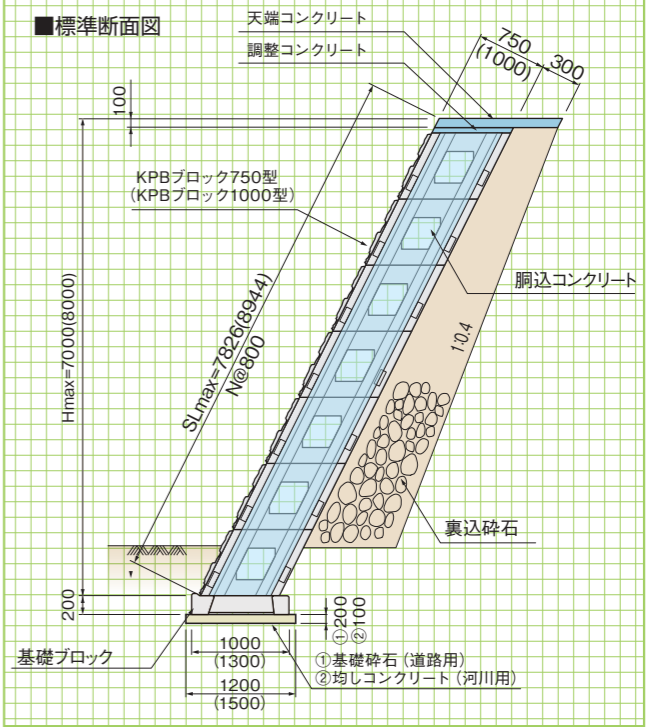 ■標準断面図
天端コンクリート
調整コンクリート
750
(1000)
300
100
KPBブロック750型
(KPBブロック1000型)
胴込コンクリート
Hmax=7000(8000)
SLmax=7826(8944)
N@800
1:0.4
裏込砕石
200
①200
②100
基礎ブロック
1000
(1300)
①基礎砕石(道路用)
②均しコンクリート(河川用)
1200
(1500)